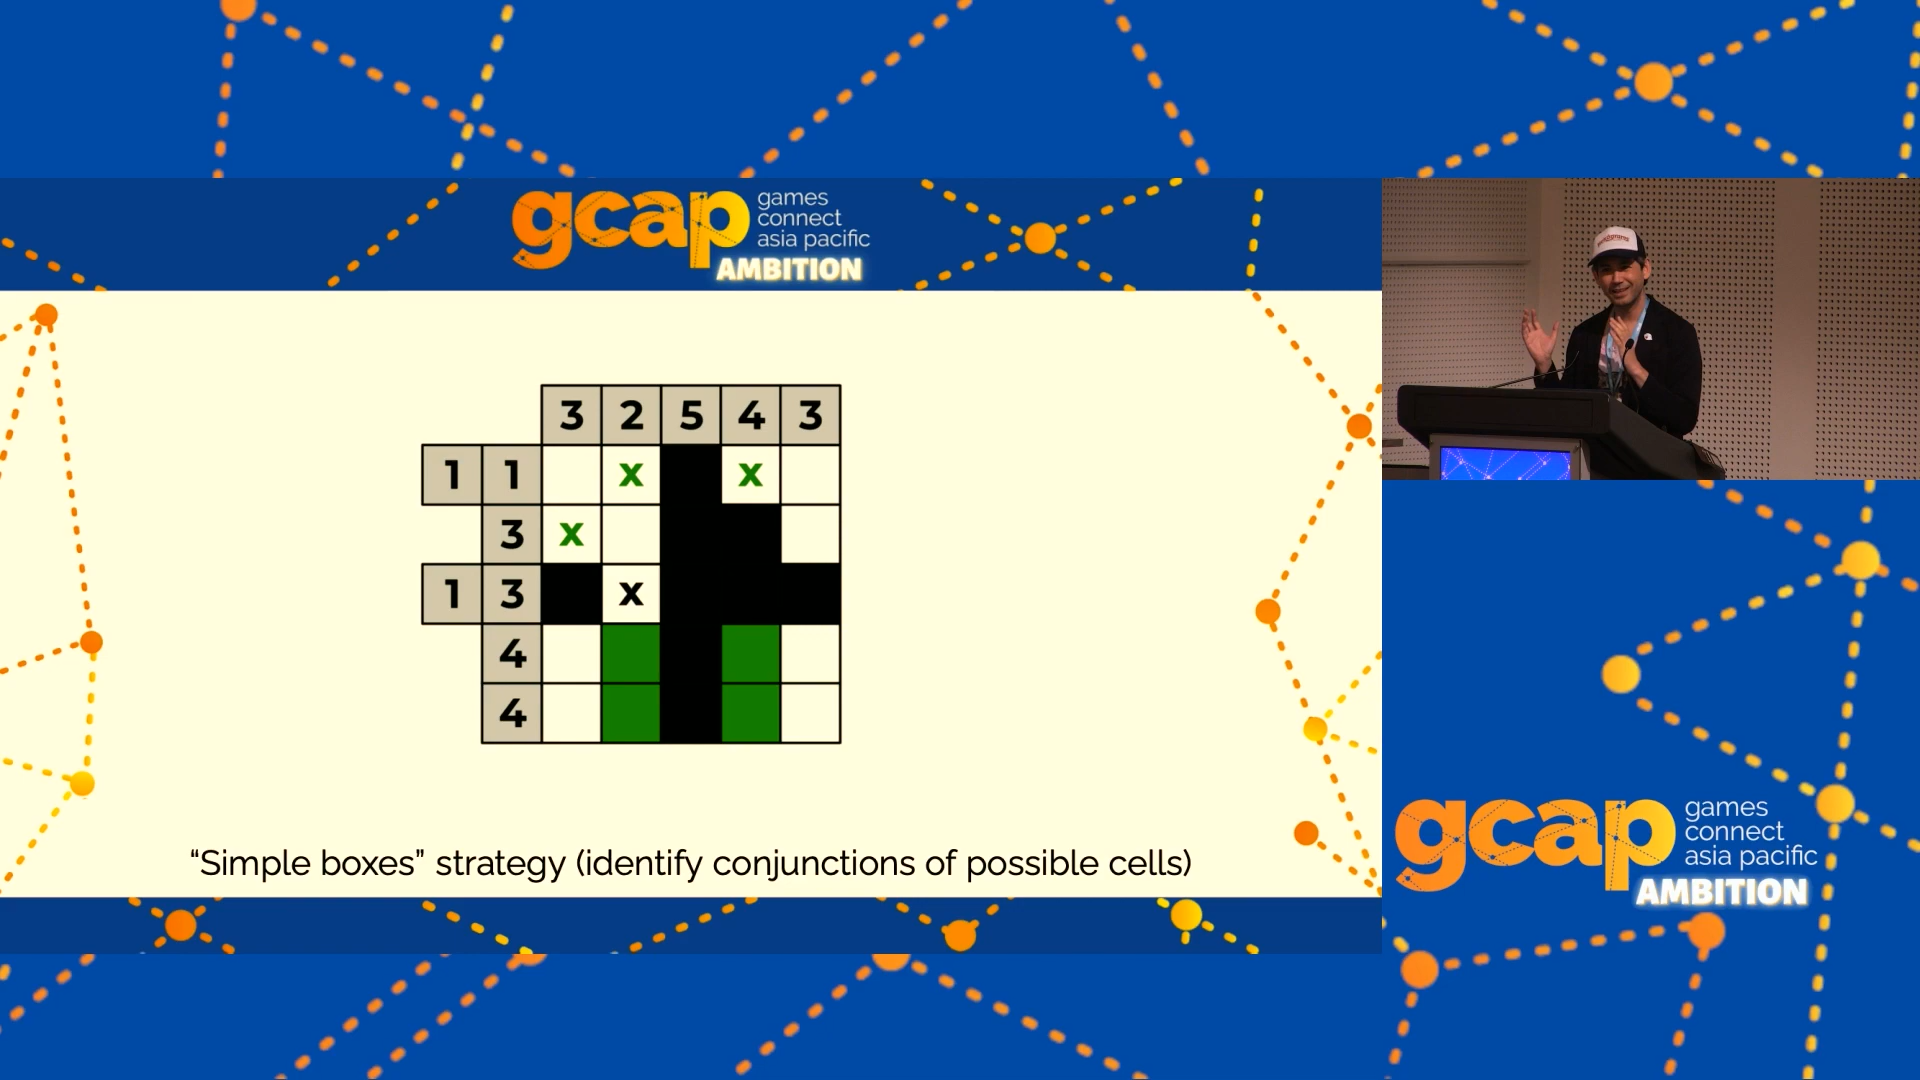 gcap games
connect
asia pacific
AMBITION
3 2 5 4 3
1 1 x x
3 x
1 3 x
4
4
“Simple boxes” strategy (identify conjunctions of possible cells)
gcap games
connect
asia pacific
AMBITION